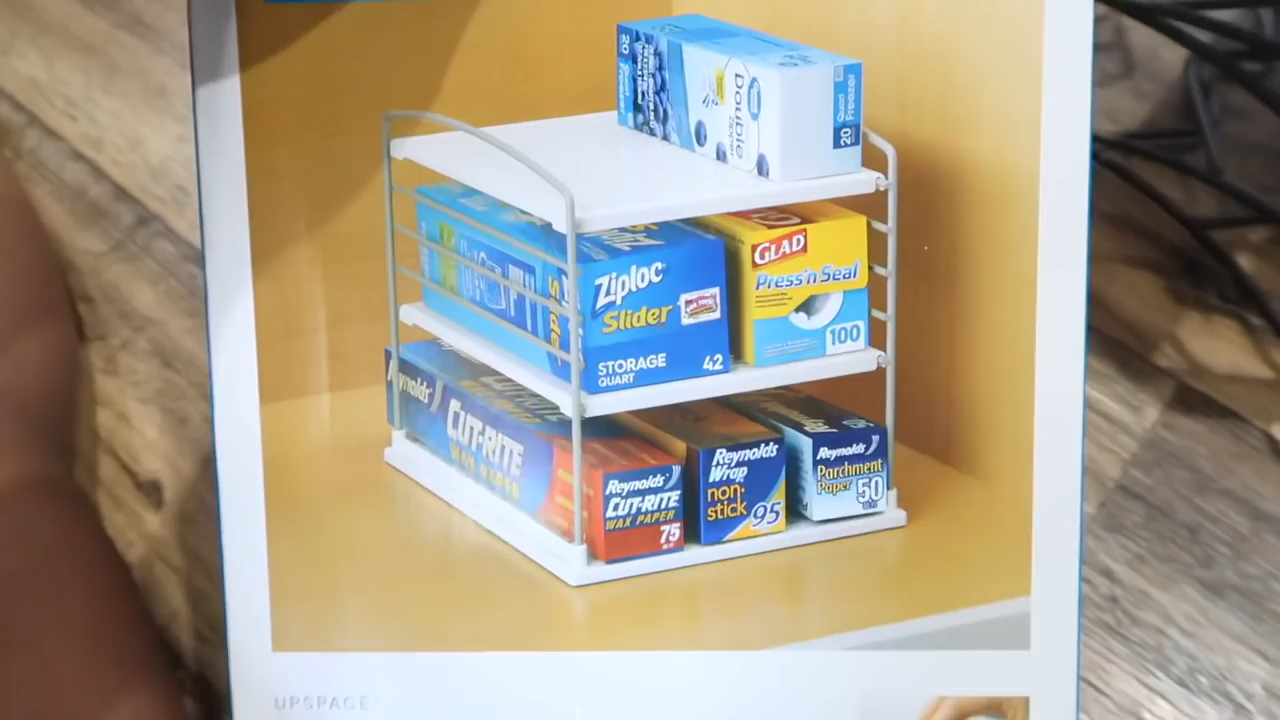 20
Double
zipper
20 Quart Freezer
Ziploc
Slider
STORAGE
QUART
42
GLAD
Press'n Seal
100
Reynolds
CUT-RITE
WAX PAPER
Reynolds
CUT-RITE
WAX PAPER
75
Reynolds
Wrap
non-
stick
95
Reynolds
Parchment
Paper
50
UPSPACE